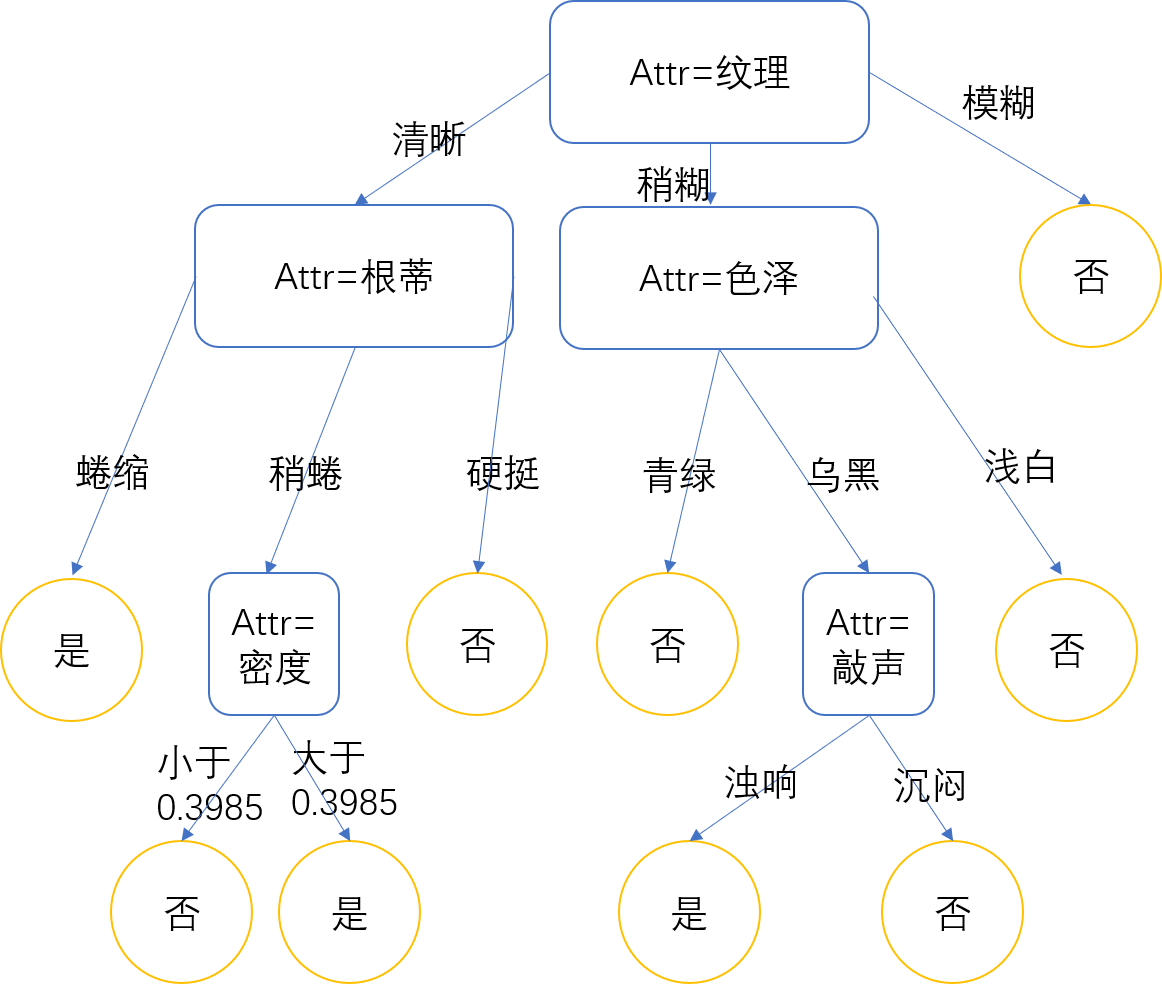 Attr=纹理
清晰
稍糊
模糊
Attr=根蒂
Attr=色泽
否
蜷缩
稍蜷
硬挺
青绿
乌黑
浅白
是
Attr=
密度
否
否
Attr=
敲声
否
小于
0.3985
大于
0.3985
浊响
沉闷
否
是
是
否